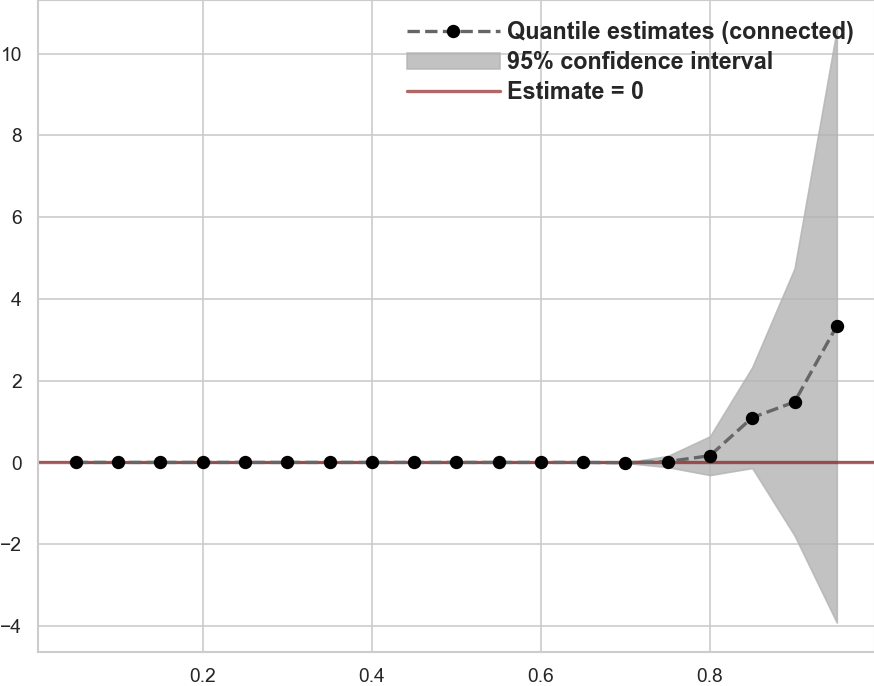 Quantile estimates (connected)
95% confidence interval
Estimate = 0
10
8
6
4
2
0
−2
−4
0.2 0.4 0.6 0.8